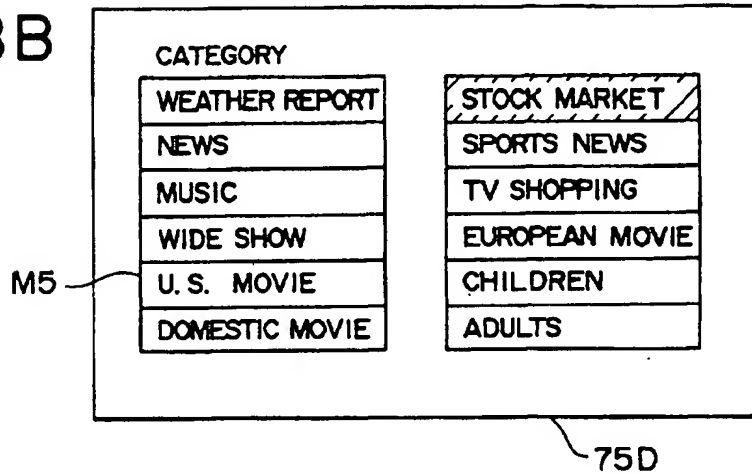 3B
CATEGORY
WEATHER REPORT
NEWS
MUSIC
WIDE SHOW
U.S. MOVIE
DOMESTIC MOVIE
STOCK MARKET
SPORTS NEWS
TV SHOPPING
EUROPEAN MOVIE
CHILDREN
ADULTS
M5
75D